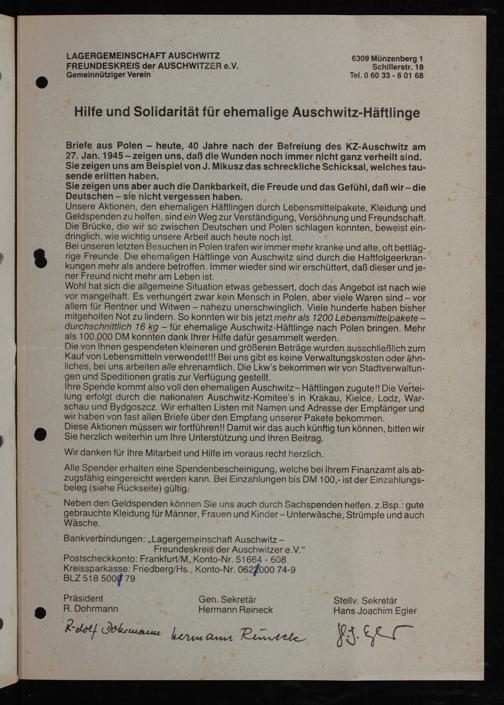 LAGERGEMEINSCHAFT AUSCHWITZ
FREUNDESKREIS der AUSCHWITZER e.V.
Gemeinnütziger Verein
6309 Münzenberg 1
Schillerstr. 18
Tel. 0 60 33 - 6 01 68
Hilfe und Solidarität für ehemalige Auschwitz-Häftlinge
Briefe aus Polen – heute, 40 Jahre nach der Befreiung des KZ-Auschwitz am
27. Jan. 1945 – zeigen uns, daß die Wunden noch immer nicht ganz verheilt sind.
Sie zeigen uns am Beispiel von J. Mikusz das schreckliche Schicksal, welches tau-
sende erlitten haben.
Sie zeigen uns aber auch die Dankbarkeit, die Freude und das Gefühl, daß wir – die
Deutschen – sie nicht vergessen haben.
Unsere Aktionen, den ehemaligen Häftlingen durch Lebensmittelpakete, Kleidung und
Geldspenden zu helfen, sind ein Weg zur Verständigung, Versöhnung und Freundschaft.
Die Brücke, die wir so zwischen Deutschen und Polen schlagen konnten, beweist ein-
dringlich, wie wichtig unsere Arbeit auch heute noch ist.
Bei unseren letzten Besuchen in Polen trafen wir immer mehr kranke und alte, oft bettläg-
rige Freunde. Die ehemaligen Häftlinge von Auschwitz sind durch die Haftfolgeerkran-
kungen mehr als andere betroffen. Immer wieder sind wir erschüttert, daß dieser und je-
ner Freund nicht mehr am Leben ist.
Wohl hat sich die allgemeine Situation etwas gebessert, doch das Angebot ist nach wie
vor mangelhaft. Es verhungert zwar kein Mensch in Polen, aber viele Waren sind – vor
allem für Rentner und Witwen – nahezu unerschwinglich. Viele hundert haben bisher
mitgeholfen Not zu lindern. So konnten wir bis jetzt mehr als 1200 Lebensmittelpakete –
durchschnittlich 16 kg – für ehemalige Auschwitz-Häftlinge nach Polen bringen. Mehr
als 100.000 DM konnten dank Ihrer Hilfe dafür gesammelt werden.
Die von Ihnen gespendeten kleineren und größeren Beträge wurden ausschließlich zum
Kauf von Lebensmitteln verwendet!!! Bei uns gibt es keine Verwaltungskosten oder ähn-
liches, bei uns arbeiten alle ehrenamtlich. Die Lkw's bekommen wir von Stadtverwaltun-
gen und Speditionen gratis zur Verfügung gestellt.
Ihre Spende kommt also voll den ehemaligen Auschwitz–Häftlingen zugute!! Die Vertei-
lung erfolgt durch die nationalen Auschwitz-Komitee's in Krakau, Kielce, Lodz, War-
schau und Bydgoszcz. Wir erhalten Listen mit Namen und Adresse der Empfänger und
wir haben von fast allen Briefe über den Empfang unserer Pakete bekommen.
Diese Aktionen müssen wir fortführen!! Damit wir das auch künftig tun können, bitten wir
Sie herzlich weiterhin um Ihre Unterstützung und Ihren Beitrag.
Wir danken für Ihre Mitarbeit und Hilfe im voraus recht herzlich.
Alle Spender erhalten eine Spendenbescheinigung, welche bei Ihrem Finanzamt als ab-
zugsfähig eingereicht werden kann. Bei Einzahlungen bis DM 100,- ist der Einzahlungs-
beleg (siehe Rückseite) gültig.
Neben den Geldspenden können Sie uns auch durch Sachspenden helfen. z.Bsp.: gute
gebrauchte Kleidung für Männer, Frauen und Kinder – Unterwäsche, Strümpfe und auch
Wäsche.
Bankverbindungen: „Lagergemeinschaft Auschwitz –
Freundeskreis der Auschwitzer e.V."
Postscheckkonto: Frankfurt/M, Konto-Nr. 51664 - 608
Kreissparkasse: Friedberg/Hs., Konto-Nr. 000 74-9
BLZ 518 79
Präsident
R. Dohrmann
Gen. Sekretär
Hermann Reineck
Stellv. Sekretär
Hans Joachim Egler
Rudolf Dohrmann Hermann Reineck H.J. Egler